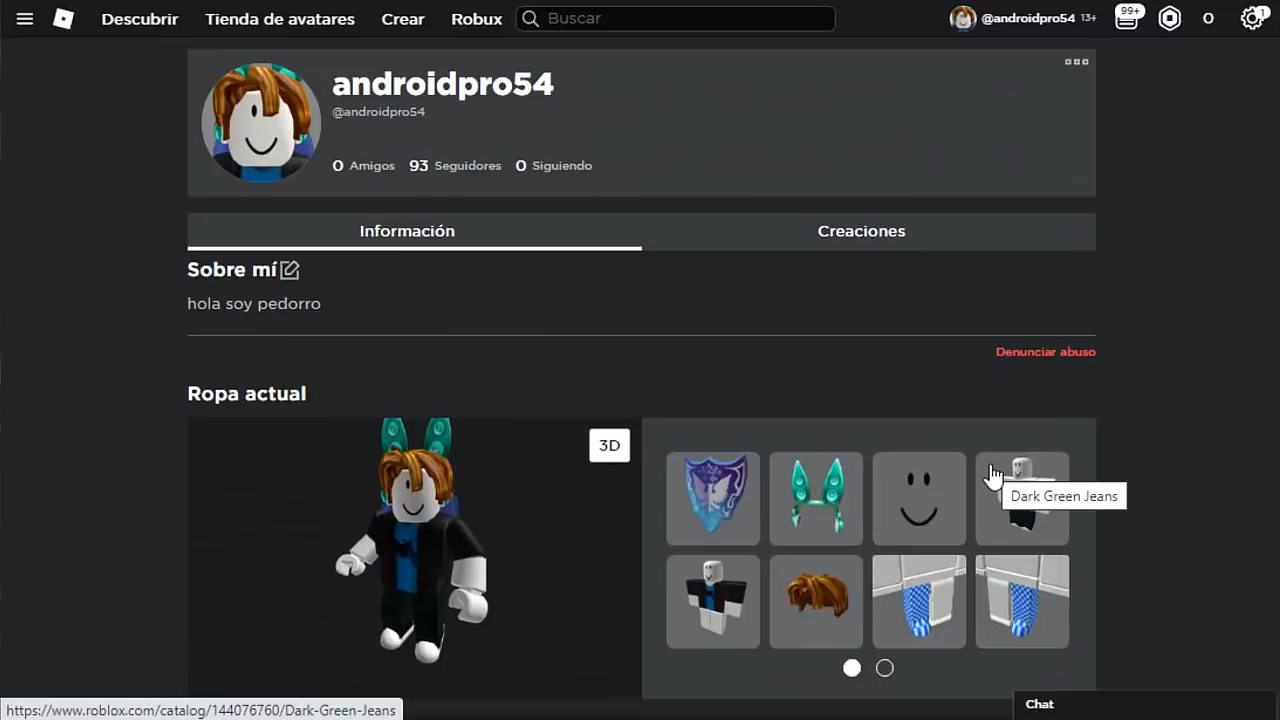 Descubrir Tienda de avatares Crear Robux Buscar @androidpro54 13+ 99+ 0 1
androidpro54
@androidpro54
0 Amigos 93 Seguidores 0 Siguiendo
Información Creaciones
Sobre mí
hola soy pedorro
Denunciar abuso
Ropa actual
3D
Dark Green Jeans
Chat
https://www.roblox.com/catalog/144076760/Dark-Green-Jeans